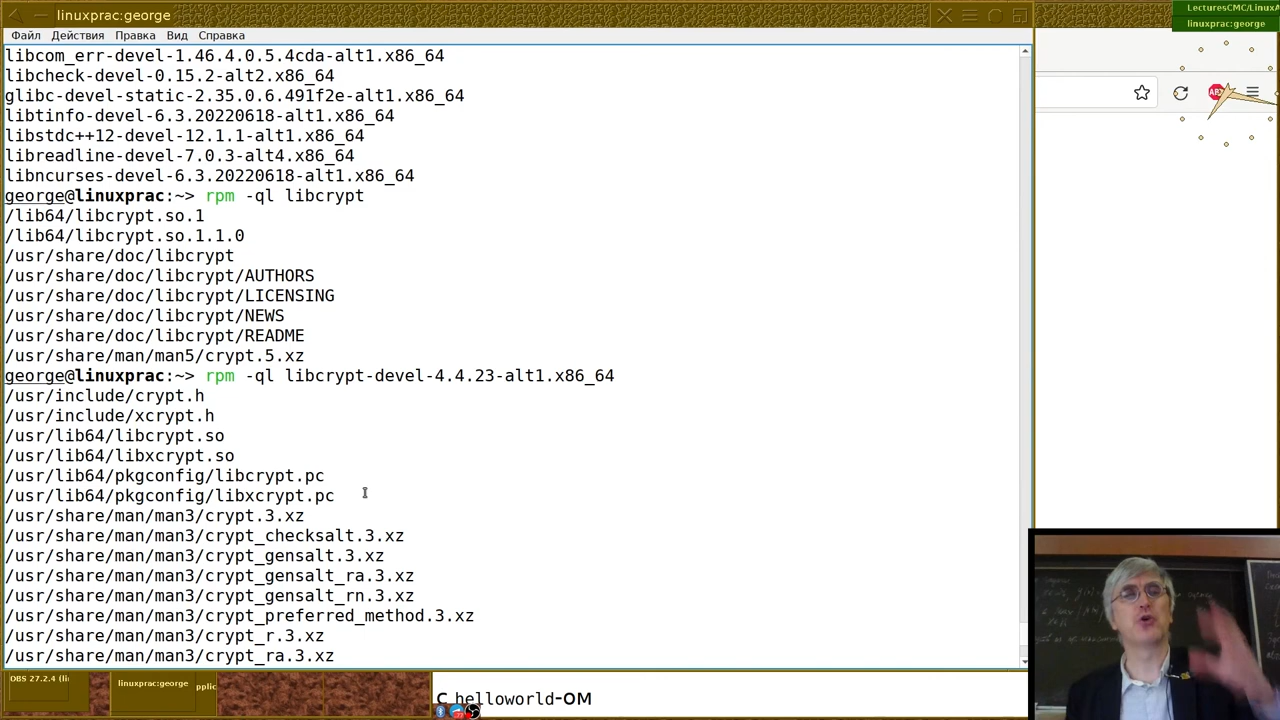 linuxprac:george
LecturesCMC/LinuxA
linuxprac:george
Файл Действия Правка Вид Справка
libcom_err-devel-1.46.4.0.5.4cda-alt1.x86_64
libcheck-devel-0.15.2-alt2.x86_64
glibc-devel-static-2.35.0.6.491f2e-alt1.x86_64
libtinfo-devel-6.3.20220618-alt1.x86_64
libstdc++12-devel-12.1.1-alt1.x86_64
libreadline-devel-7.0.3-alt4.x86_64
libncurses-devel-6.3.20220618-alt1.x86_64
george@linuxprac:~> rpm -ql libcrypt
/lib64/libcrypt.so.1
/lib64/libcrypt.so.1.1.0
/usr/share/doc/libcrypt
/usr/share/doc/libcrypt/AUTHORS
/usr/share/doc/libcrypt/LICENSING
/usr/share/doc/libcrypt/NEWS
/usr/share/doc/libcrypt/README
/usr/share/man/man5/crypt.5.xz
george@linuxprac:~> rpm -ql libcrypt-devel-4.4.23-alt1.x86_64
/usr/include/crypt.h
/usr/include/xcrypt.h
/usr/lib64/libcrypt.so
/usr/lib64/libxcrypt.so
/usr/lib64/pkgconfig/libcrypt.pc
/usr/lib64/pkgconfig/libxcrypt.pc
/usr/share/man/man3/crypt.3.xz
/usr/share/man/man3/crypt_checksalt.3.xz
/usr/share/man/man3/crypt_gensalt.3.xz
/usr/share/man/man3/crypt_gensalt_ra.3.xz
/usr/share/man/man3/crypt_gensalt_rn.3.xz
/usr/share/man/man3/crypt_preferred_method.3.xz
/usr/share/man/man3/crypt_r.3.xz
/usr/share/man/man3/crypt_ra.3.xz
OBS 27.2.4 (li
linuxprac:george
applic
C helloworld-OM